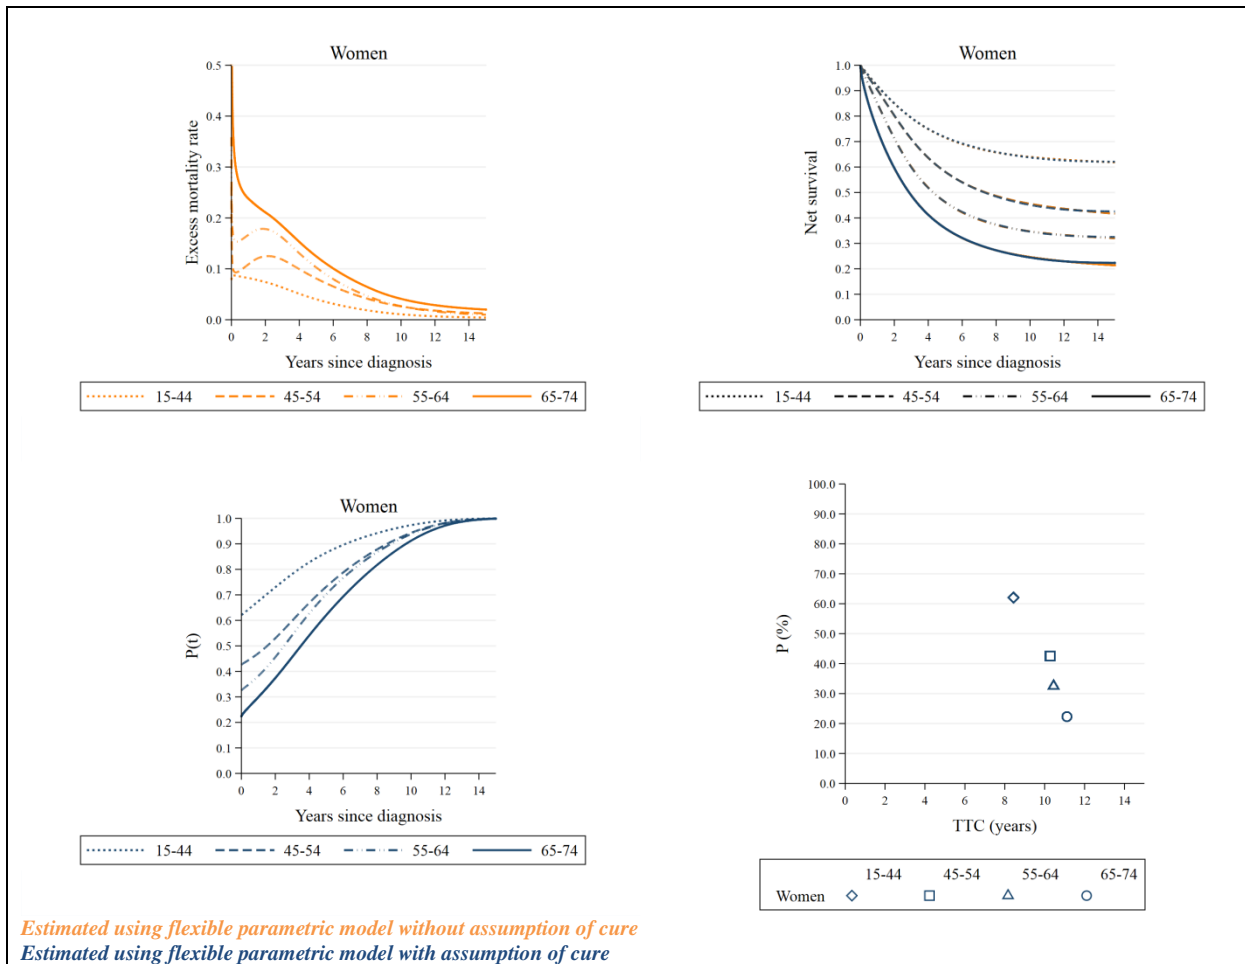 Women
0.5
0.4
0.3
0.2
0.1
0.0
Excess mortality rate
0 2 4 6 8 10 12 14
Years since diagnosis
15-44 45-54 55-64 65-74
Women
1.0
0.9
0.8
0.7
0.6
0.5
0.4
0.3
0.2
0.1
0.0
Net survival
0 2 4 6 8 10 12 14
Years since diagnosis
15-44 45-54 55-64 65-74
Women
1.0
0.9
0.8
0.7
0.6
0.5
0.4
0.3
0.2
0.1
0.0
P(t)
0 2 4 6 8 10 12 14
Years since diagnosis
15-44 45-54 55-64 65-74
100.0
90.0
80.0
70.0
60.0
50.0
40.0
30.0
20.0
10.0
0.0
P (%)
0 2 4 6 8 10 12 14
TTC (years)
15-44 45-54 55-64 65-74
Women
Estimated using flexible parametric model without assumption of cure
Estimated using flexible parametric model with assumption of cure